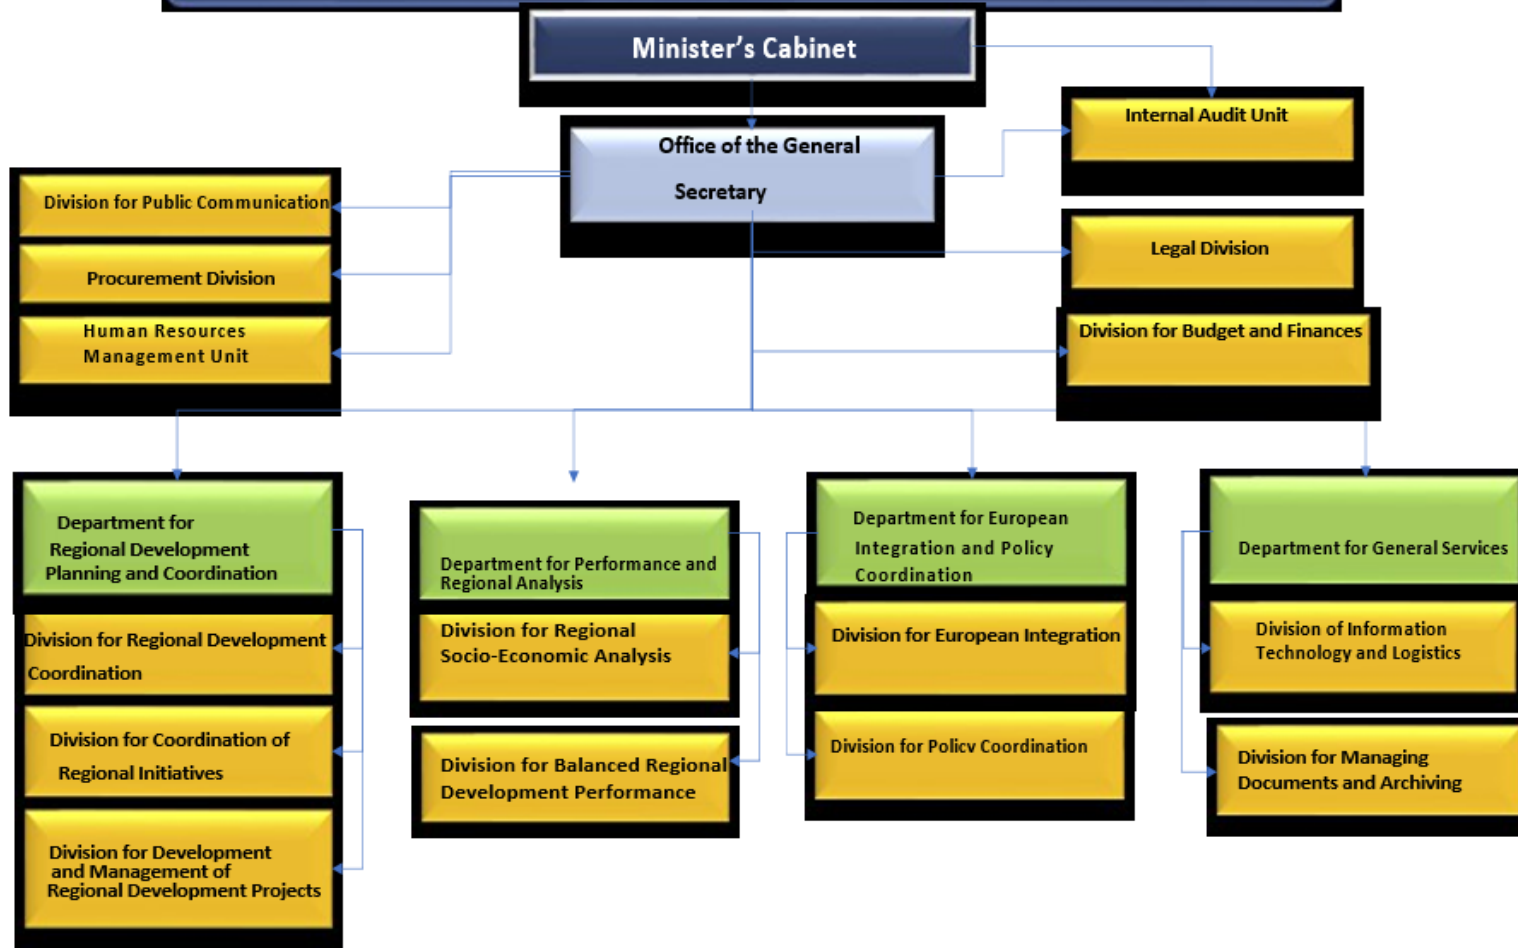 Minister's Cabinet
Internal Audit Unit
Office of the General
Secretary
Division for Public Communication
Procurement Division
Human Resources
Management Unit
Legal Division
Division for Budget and Finances
Department for
Regional Development
Planning and Coordination
Division for Regional Development
Coordination
Division for Coordination of
Regional Initiatives
Division for Development
and Management of
Regional Development Projects
Department for Performance and
Regional Analysis
Division for Regional
Socio-Economic Analysis
Division for Balanced Regional
Development Performance
Department for European
Integration and Policy
Coordination
Division for European Integration
Division for Policy Coordination
Department for General Services
Division of Information
Technology and Logistics
Division for Managing
Documents and Archiving